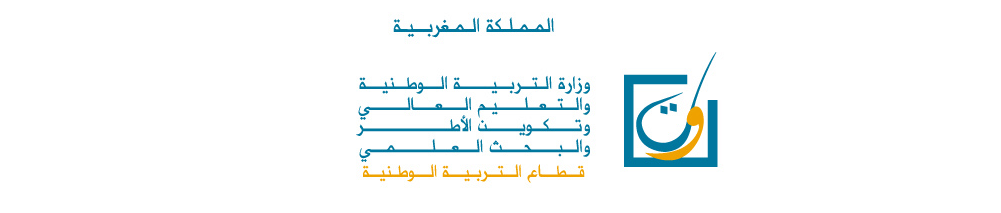 المملكة المغربية
وزارة التربية الوطنية
والتعليم العالي
وتكوين الأطر
والبحث العلمي
قطاع التربية الوطنية